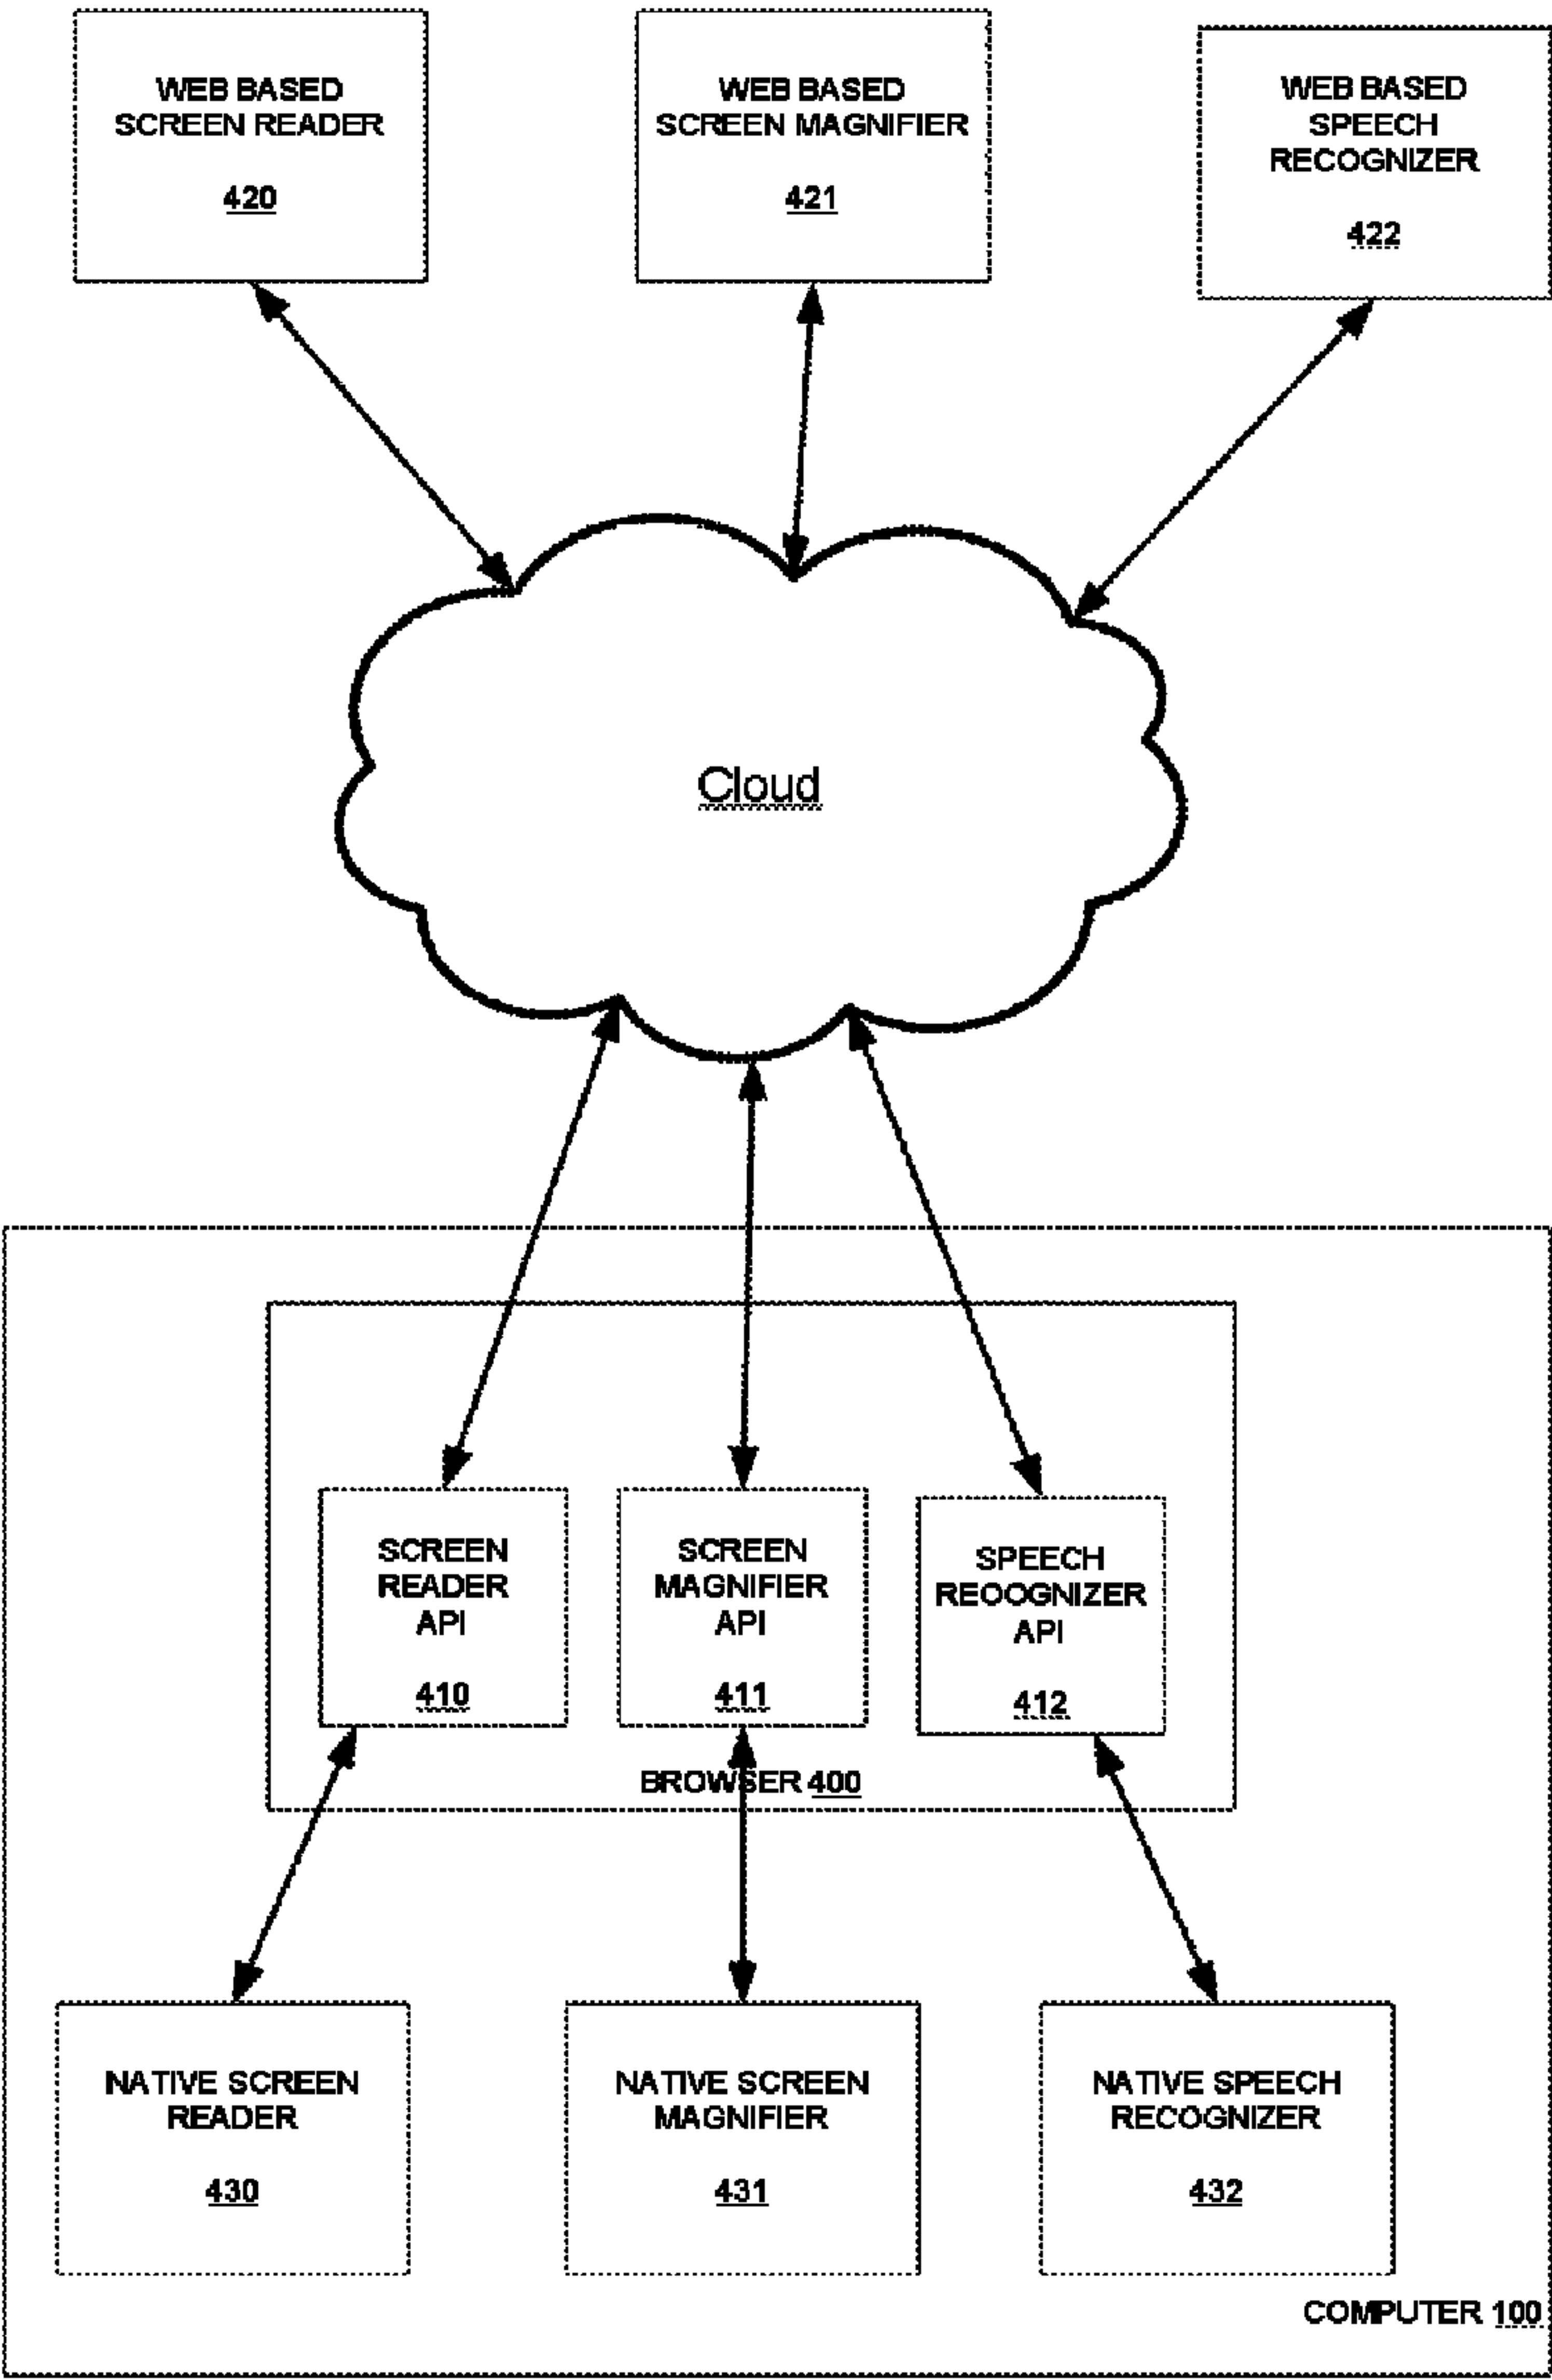 WEB BASED
SCREEN READER
420
WEB BASED
SCREEN MAGNIFIER
421
WEB BASED
SPEECH
RECOGNIZER
422
Cloud
SCREEN
READER
API
410
SCREEN
MAGNIFIER
API
411
SPEECH
REOOGNIZER
API
412
BROWSER 400
NATIVE SCREEN
READER
430
NATIVE SCREEN
MAGNIFIER
431
NATIVE SPEECH
RECOGNIZER
432
COMPUTER 100